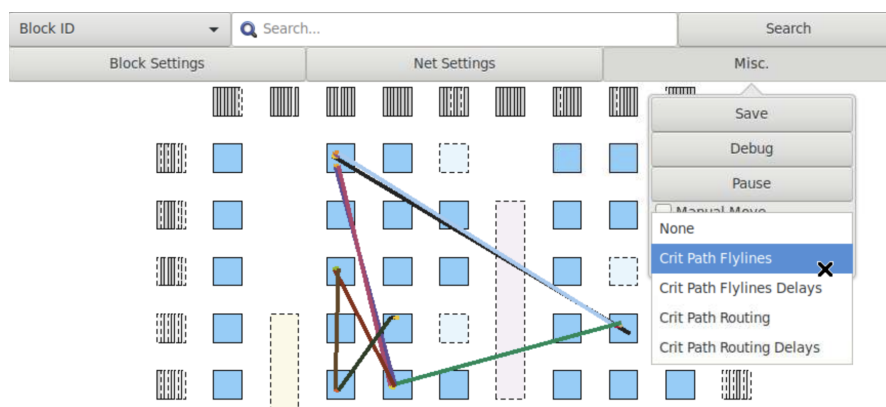 Block ID
Search...
Search
Block Settings
Net Settings
Misc.
Save
Debug
Pause
Manual Move
None
Crit Path Flylines
Crit Path Flylines Delays
Crit Path Routing
Crit Path Routing Delays